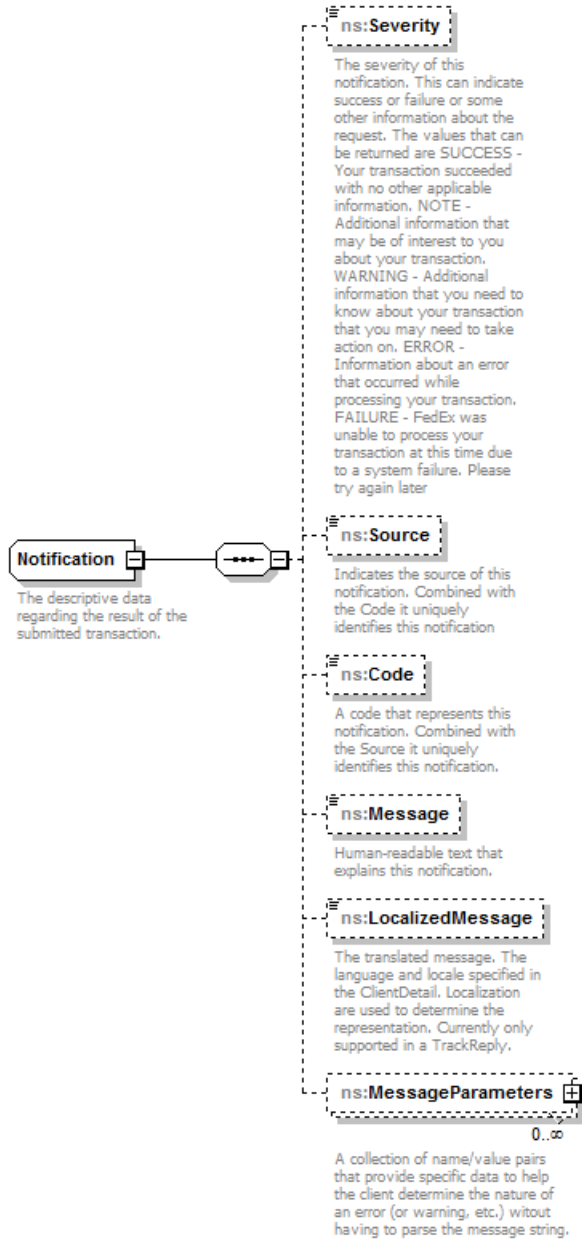 ns:Severity
The severity of this
notification. This can indicate
success or failure or some
other information about the
request. The values that can
be returned are SUCCESS -
Your transaction succeeded
with no other applicable
information. NOTE -
Additional information that
may be of interest to you
about your transaction.
WARNING - Additional
information that you need to
know about your transaction
that you may need to take
action on. ERROR -
Information about an error
that occurred while
processing your transaction.
FAILURE - FedEx was
unable to process your
transaction at this time due
to a system failure. Please
try again later
Notification
The descriptive data
regarding the result of the
submitted transaction.
ns:Source
Indicates the source of this
notification. Combined with
the Code it uniquely
identifies this notification
ns:Code
A code that represents this
notification. Combined with
the Source it uniquely
identifies this notification.
ns:Message
Human-readable text that
explains this notification.
ns:LocalizedMessage
The translated message. The
language and locale specified in
the ClientDetail. Localization
are used to determine the
representation. Currently only
supported in a TrackReply.
ns:MessageParameters
0..∞
A collection of name/value pairs
that provide specific data to help
the client determine the nature of
an error (or warning, etc.) witout
having to parse the message string.